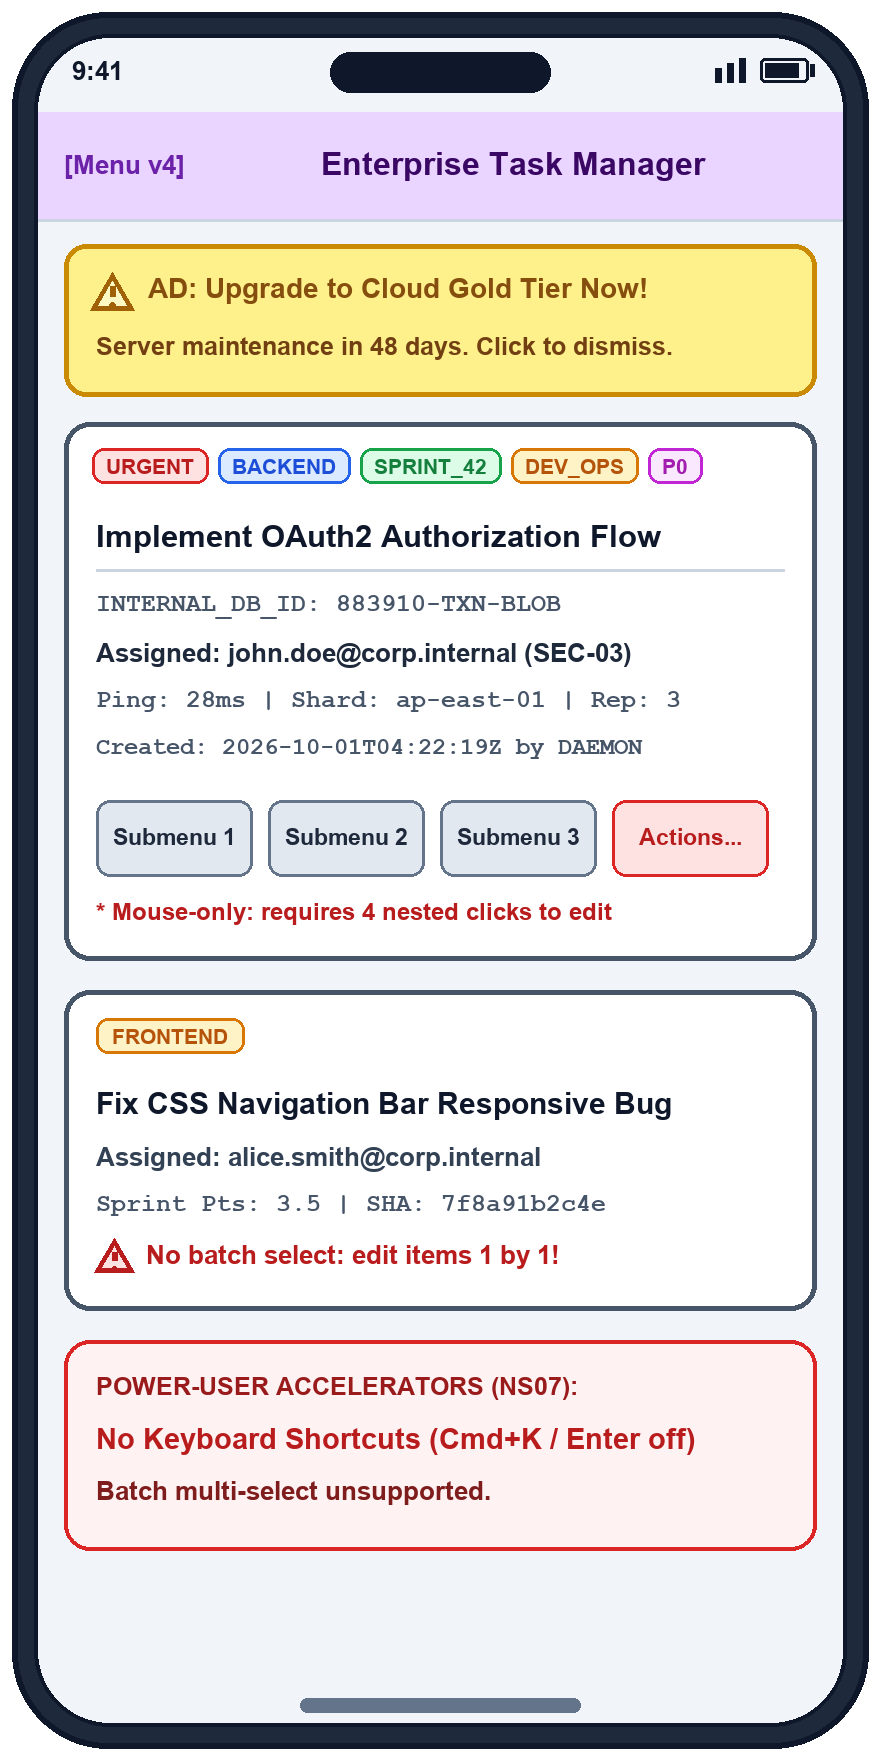 9:41
[Menu v4] Enterprise Task Manager
AD: Upgrade to Cloud Gold Tier Now!
Server maintenance in 48 days. Click to dismiss.
URGENT BACKEND SPRINT_42 DEV_OPS P0
Implement OAuth2 Authorization Flow
INTERNAL_DB_ID: 883910-TXN-BLOB
Assigned: john.doe@corp.internal (SEC-03)
Ping: 28ms | Shard: ap-east-01 | Rep: 3
Created: 2026-10-01T04:22:19Z by DAEMON
Submenu 1 Submenu 2 Submenu 3 Actions...
* Mouse-only: requires 4 nested clicks to edit
FRONTEND
Fix CSS Navigation Bar Responsive Bug
Assigned: alice.smith@corp.internal
Sprint Pts: 3.5 | SHA: 7f8a91b2c4e
No batch select: edit items 1 by 1!
POWER-USER ACCELERATORS (NS07):
No Keyboard Shortcuts (Cmd+K / Enter off)
Batch multi-select unsupported.